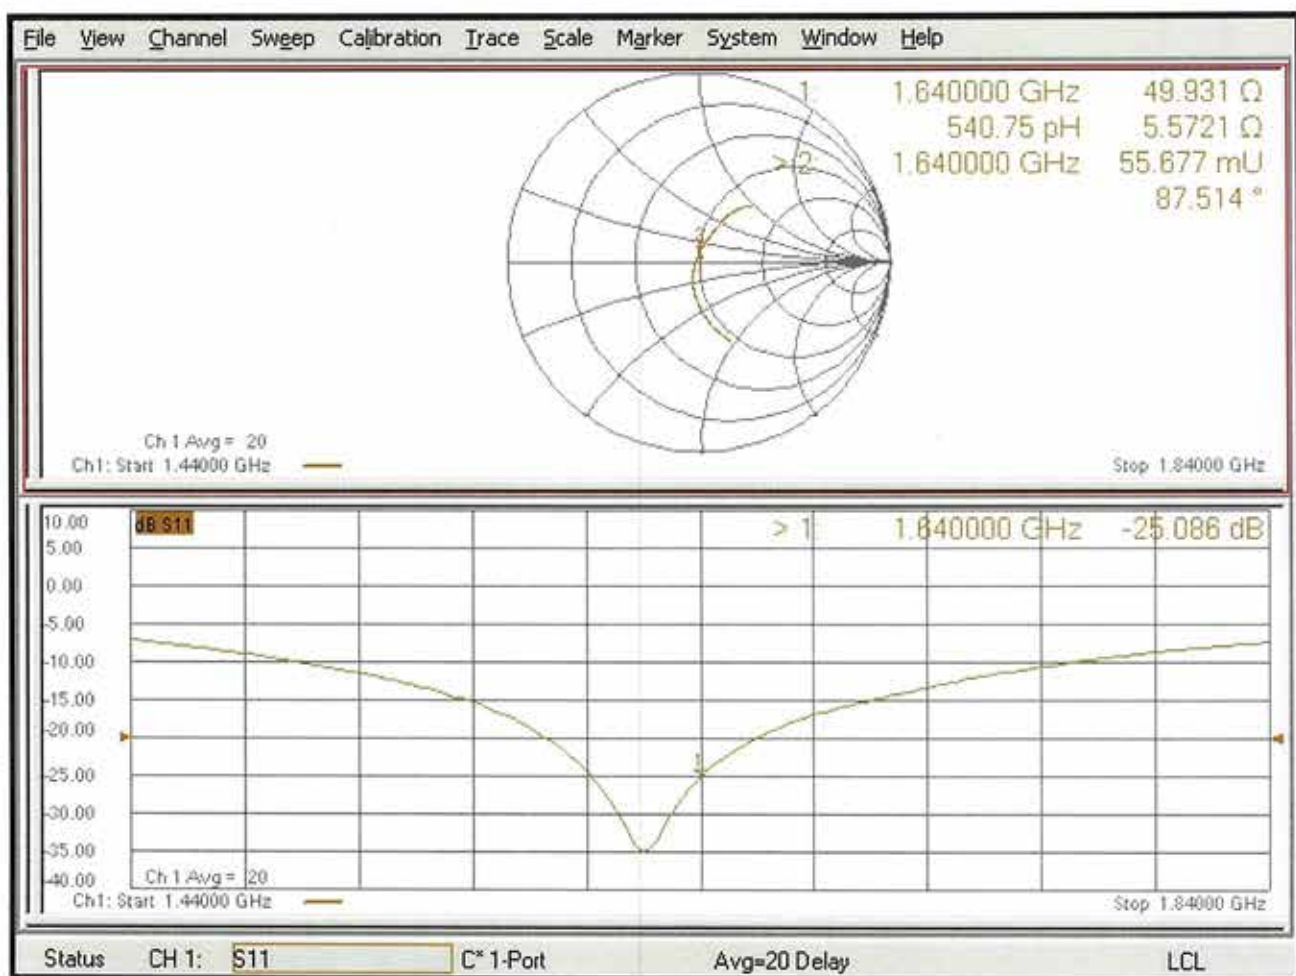 File View Channel Sweep Calibration Trace Scale Marker System Window Help
1: 1.640000 GHz 49.931 Ω
540.75 pH 5.5721 Ω
> 2: 1.640000 GHz 55.677 mU
87.514 °
Ch 1 Avg = 20
Ch1: Start 1.44000 GHz
Stop 1.84000 GHz
dB S11
> 1: 1.640000 GHz -25.086 dB
10.00
5.00
0.00
-5.00
-10.00
-15.00
-20.00
-25.00
-30.00
-35.00
-40.00
1
Ch 1 Avg = 20
Ch1: Start 1.44000 GHz
Stop 1.84000 GHz
Status CH 1: S11 C* 1-Port Avg=20 Delay LCL